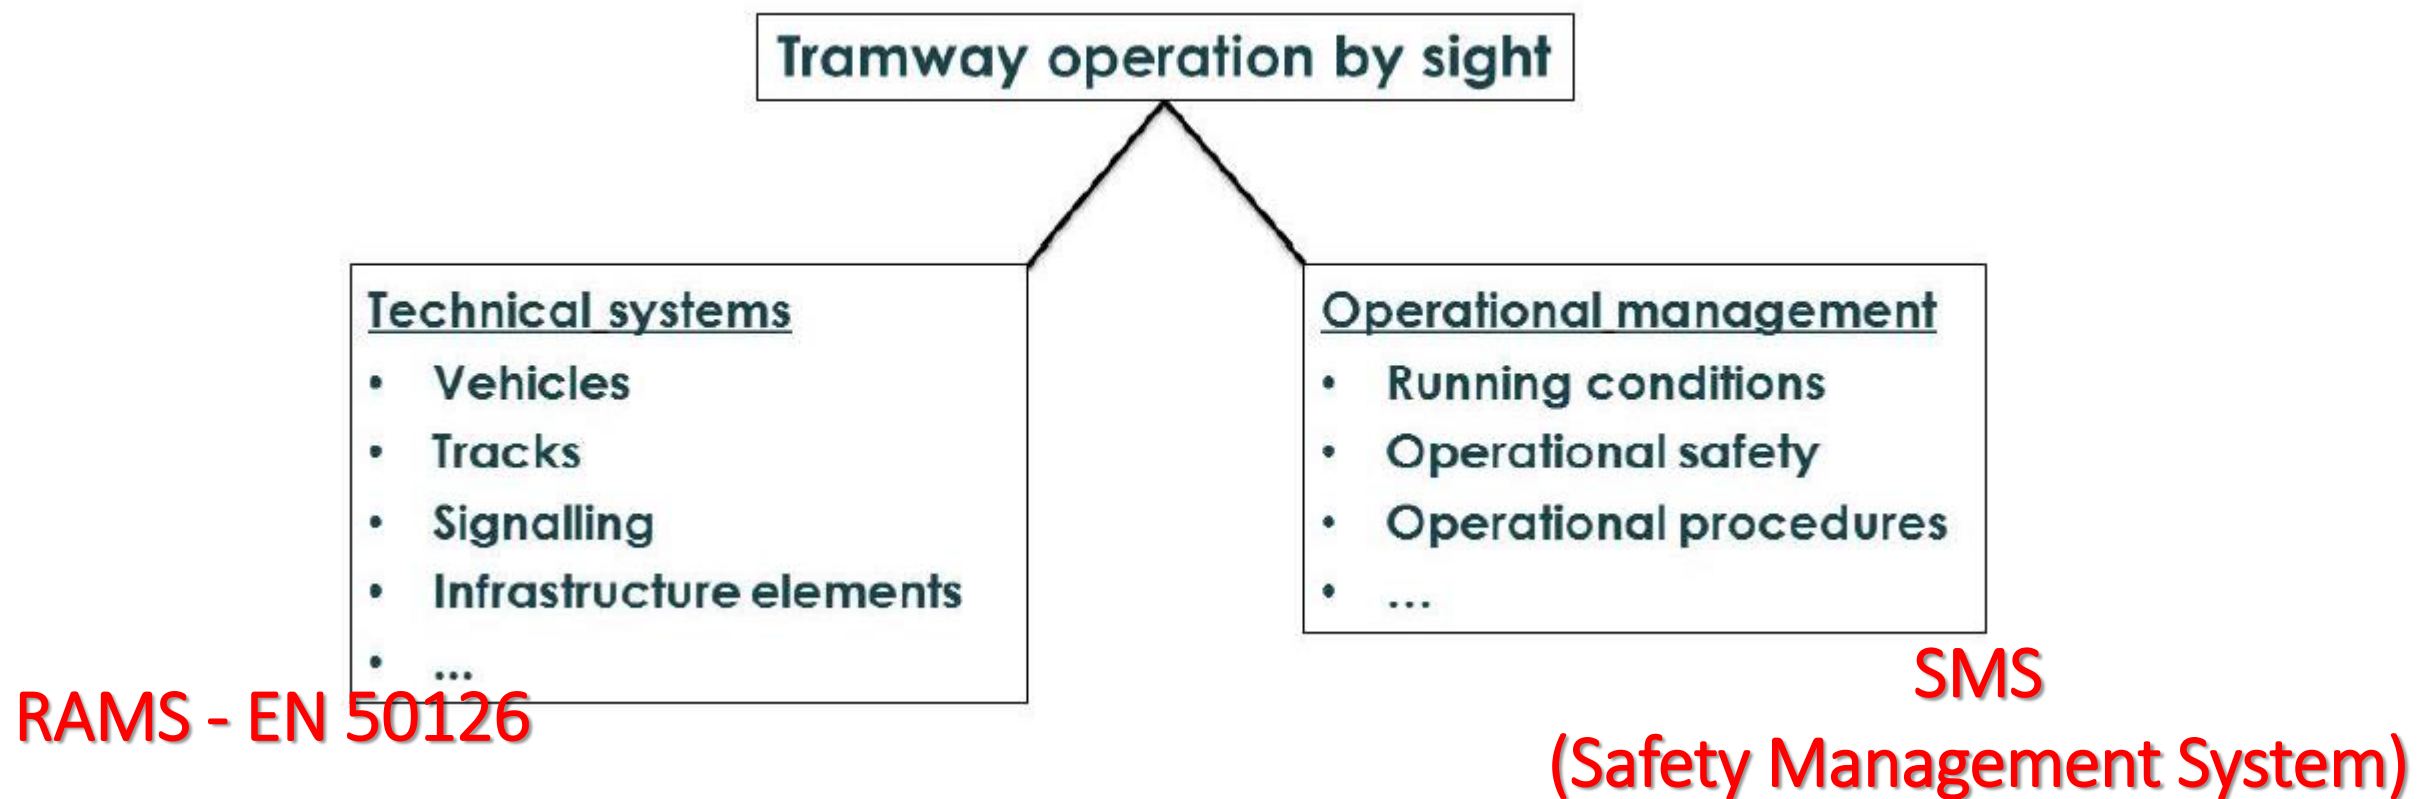 Tramway operation by sight
Technical systems
• Vehicles
• Tracks
• Signalling
• Infrastructure elements
• ...
RAMS - EN 50126
Operational management
• Running conditions
• Operational safety
• Operational procedures
• ...
SMS
(Safety Management System)